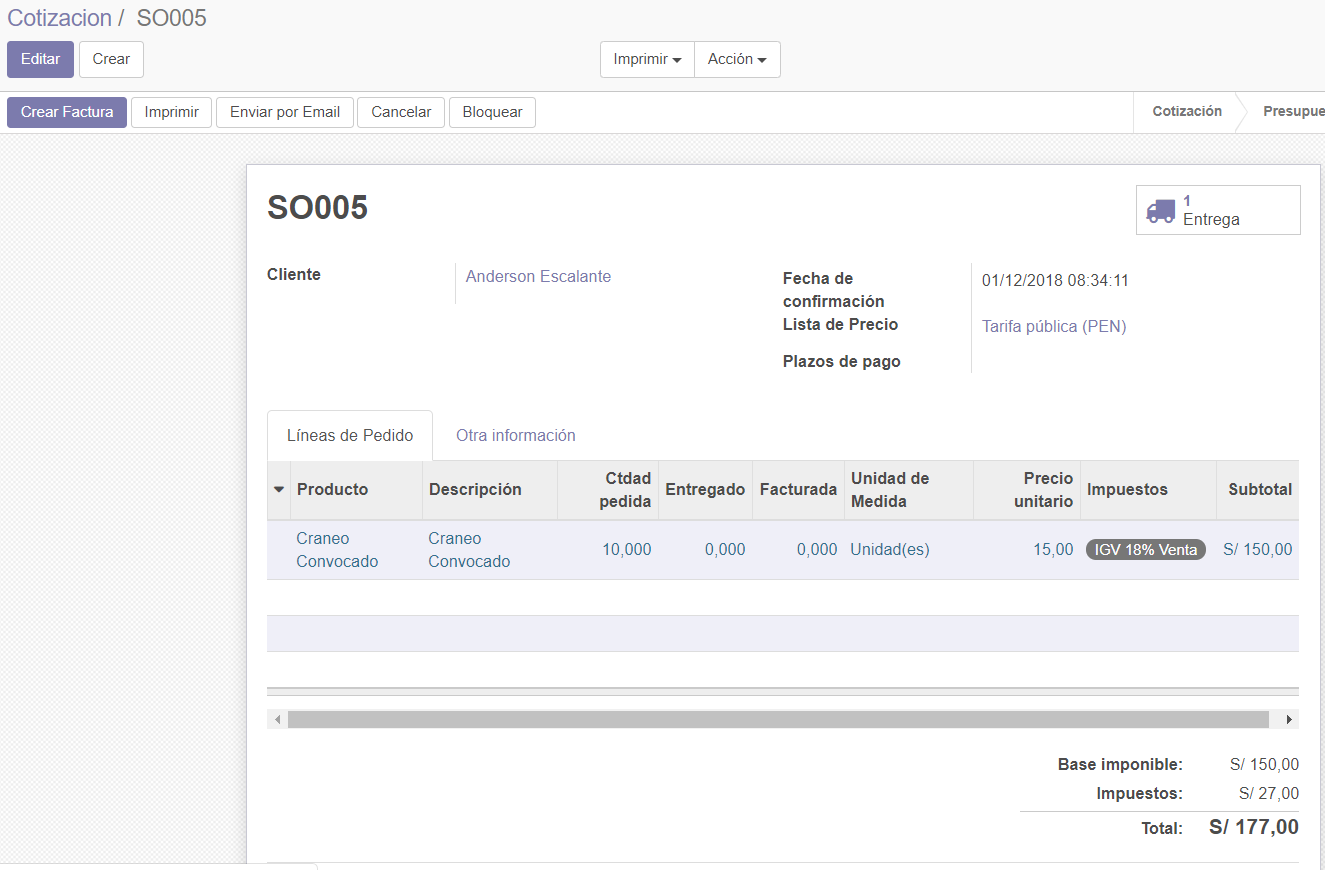 Cotizacion / SO005
Editar Crear Imprimir Acción
Crear Factura Imprimir Enviar por Email Cancelar Bloquear Cotización Presupue
SO005
1
Entrega
Cliente Anderson Escalante
Fecha de confirmación 01/12/2018 08:34:11
Lista de Precio Tarifa pública (PEN)
Plazos de pago
Líneas de Pedido Otra información
Producto Descripción Ctdad pedida Entregado Facturada Unidad de Medida Precio unitario Impuestos Subtotal
Craneo Convocado Craneo Convocado 10,000 0,000 0,000 Unidad(es) 15,00 IGV 18% Venta S/ 150,00
Base imponible: S/ 150,00
Impuestos: S/ 27,00
Total: S/ 177,00